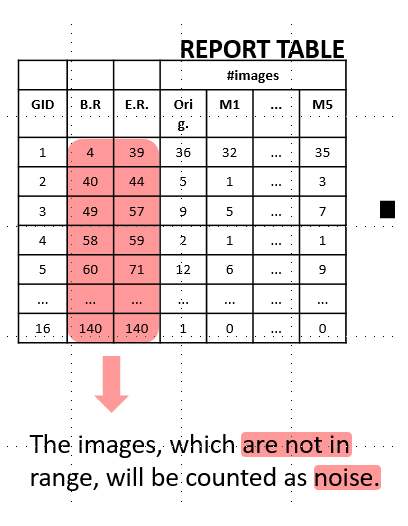 REPORT TABLE
#images
GID B.R E.R. Ori g. M1 ... M5
1 4 39 36 32 ... 35
2 40 44 5 1 ... 3
3 49 57 9 5 ... 7
4 58 59 2 1 ... 1
5 60 71 12 6 ... 9
... ... ... ... ... ... ...
16 140 140 1 0 ... 0
The images, which are not in
range, will be counted as noise.